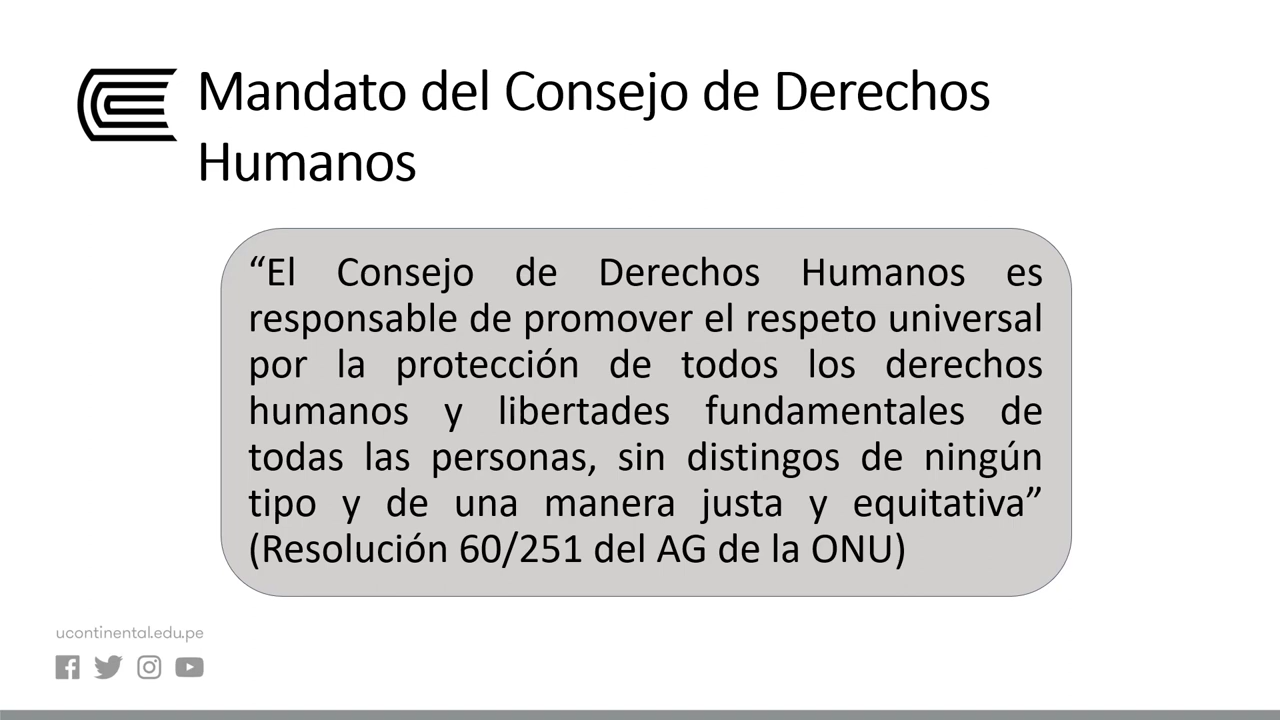 Mandato del Consejo de Derechos
Humanos
“El Consejo de Derechos Humanos es
responsable de promover el respeto universal
por la protección de todos los derechos
humanos y libertades fundamentales de
todas las personas, sin distingos de ningún
tipo y de una manera justa y equitativa”
(Resolución 60/251 del AG de la ONU)
ucontinental.edu.pe